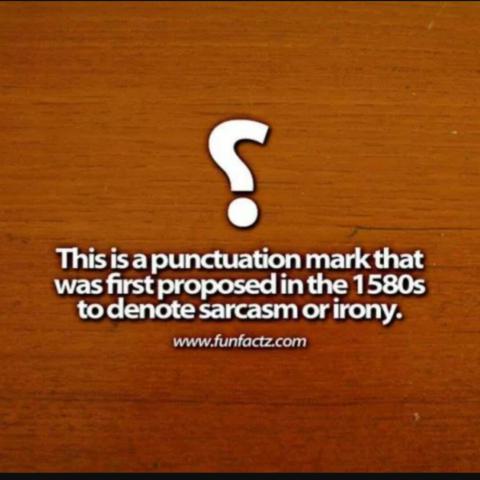 ⸮
This is a punctuation mark that
was first proposed in the 1580s
to denote sarcasm or irony.
www.funfactz.com